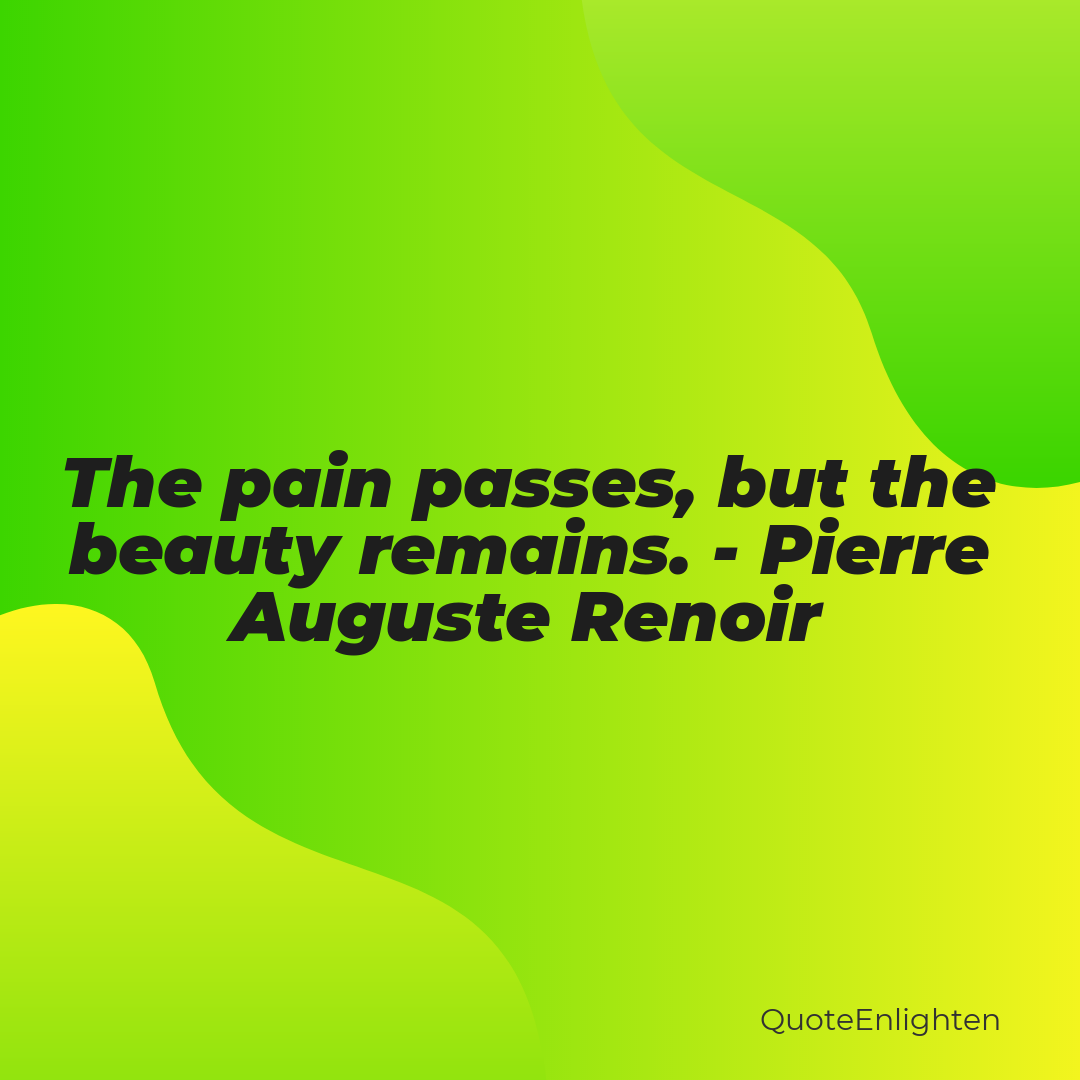 The pain passes, but the
beauty remains. - Pierre
Auguste Renoir
QuoteEnlighten